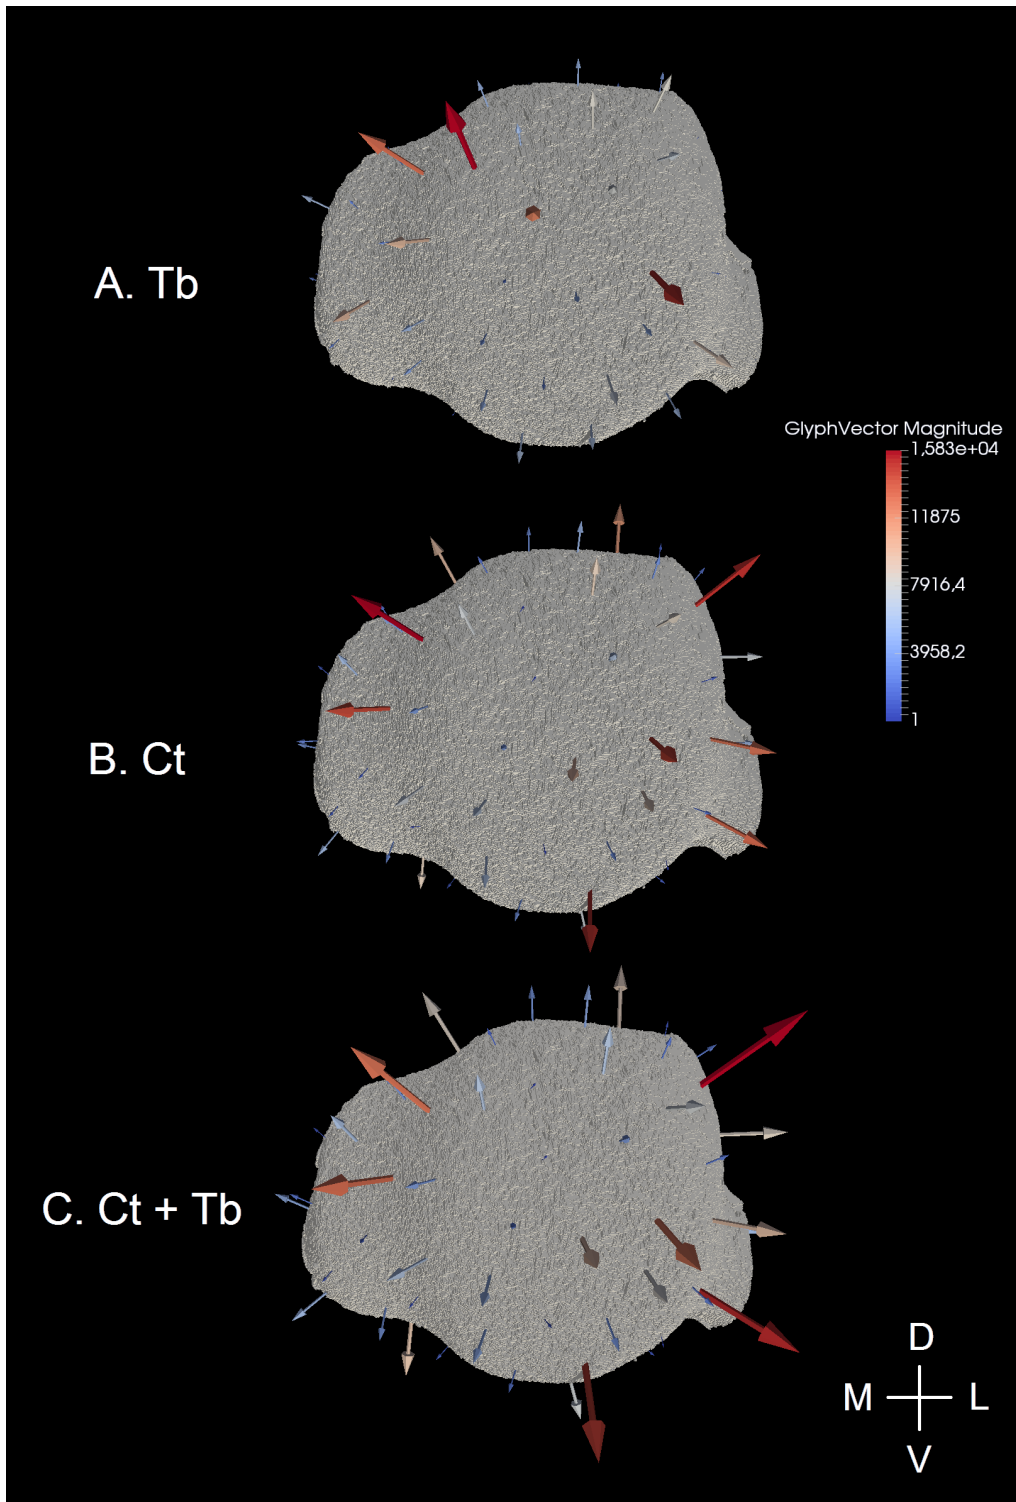 A. Tb
GlyphVector Magnitude
1,583e+04
11875
7916,4
3958,2
1
B. Ct
C. Ct + Tb
D
M L
V